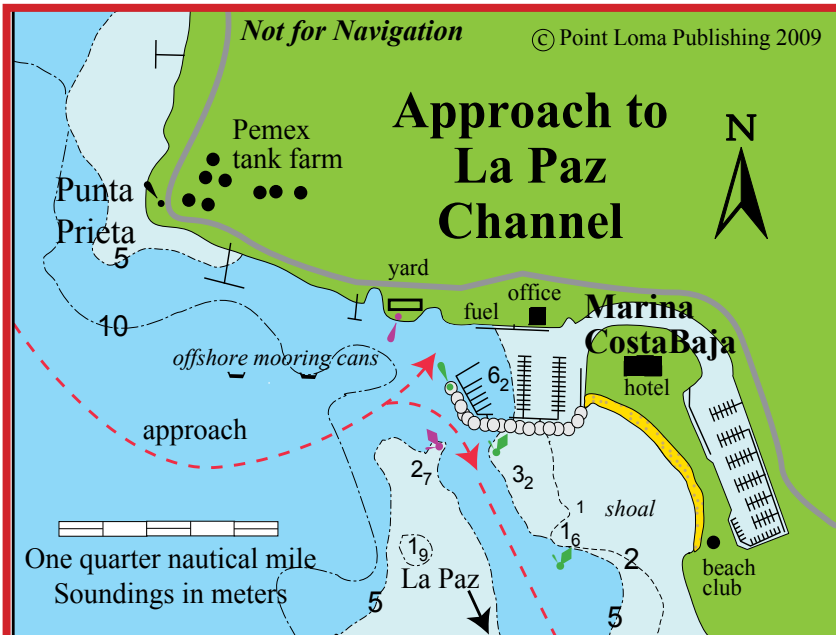 Not for Navigation
© Point Loma Publishing 2009
Approach to
La Paz
Channel
N
Pemex
tank farm
Punta
Prieta
5
10
yard
office
fuel
Marina
CostaBaja
hotel
offshore mooring cans
6₂
approach
2₇
3₂
1
shoal
1₆
1₉
2
One quarter nautical mile
Soundings in meters
La Paz
5
5
beach
club